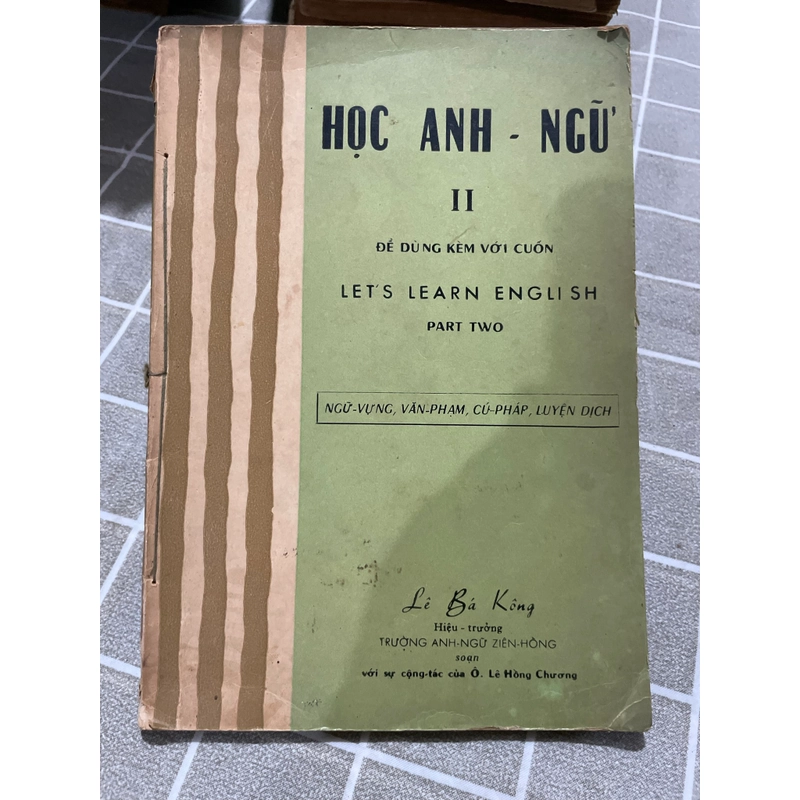 HỌC ANH - NGỮ
II
ĐỂ DÙNG KÈM VỚI CUỐN
LET'S LEARN ENGLISH
PART TWO
NGỮ-VỰNG, VĂN-PHẠM, CÚ-PHÁP, LUYỆN DỊCH
Lê Bá Kông
Hiệu - trưởng
TRƯỜNG ANH-NGỮ ZIÊN-HỒNG
soạn
với sự cộng-tác của Ô. Lê Hồng Chương